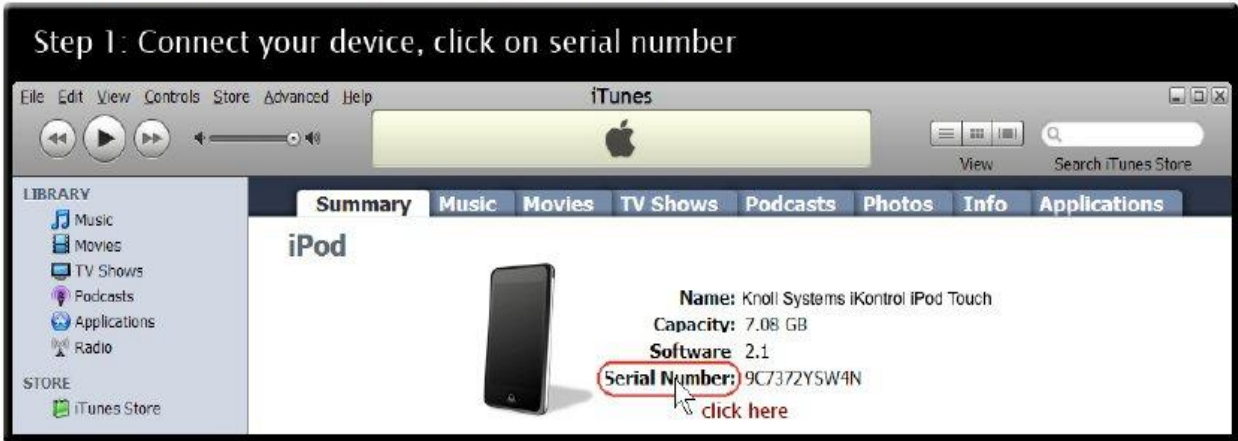 Step 1: Connect your device, click on serial number
File Edit View Controls Store Advanced Help
iTunes
View
Search iTunes Store
LIBRARY
Music
Movies
TV Shows
Podcasts
Applications
Radio
STORE
iTunes Store
Summary Music Movies TV Shows Podcasts Photos Info Applications
iPod
Name: Knoll Systems iKontrol iPod Touch
Capacity: 7.08 GB
Software 2.1
Serial Number: 9C7372YSW4N
click here